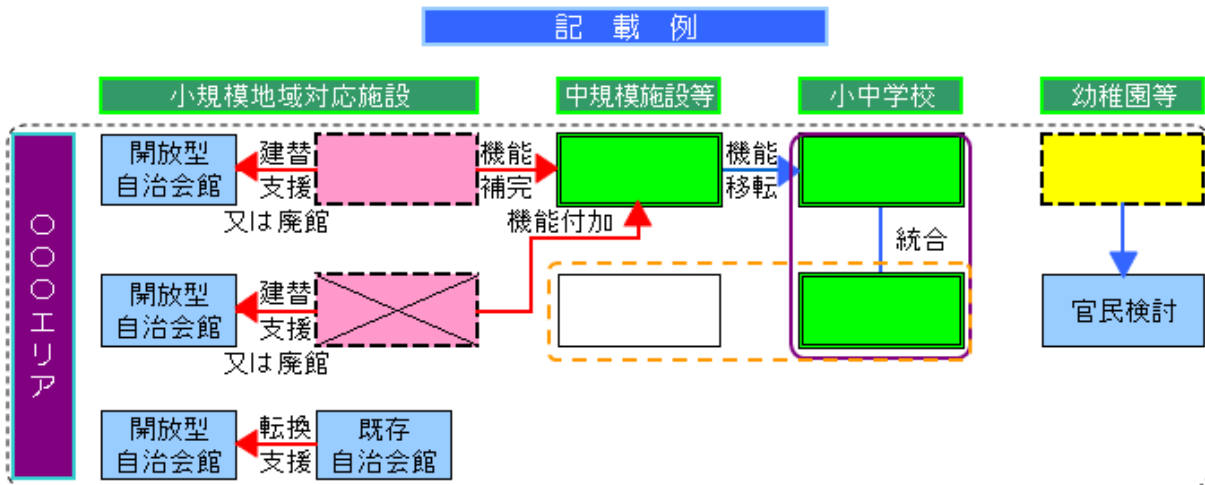 記載例
小規模地域対応施設
中規模施設等
小中学校
幼稚園等
〇〇〇エリア
開放型
自治会館
建替
支援
又は廃館
機能
補完
機能
移転
機能付加
統合
開放型
自治会館
建替
支援
又は廃館
官民検討
開放型
自治会館
転換
支援
既存
自治会館